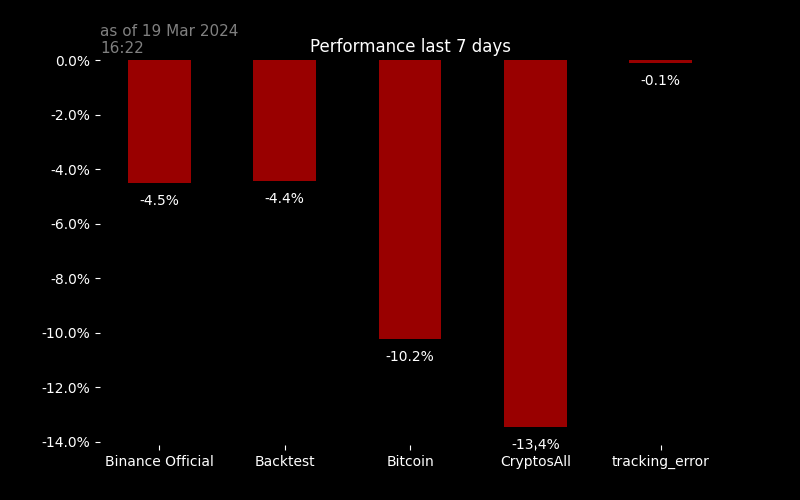 as of 19 Mar 2024
16:22
Performance last 7 days
0.0%
-2.0%
-4.0%
-6.0%
-8.0%
-10.0%
-12.0%
-14.0%
-4.5%
-4.4%
-10.2%
-13.4%
-0.1%
Binance Official
Backtest
Bitcoin
CryptosAll
tracking_error